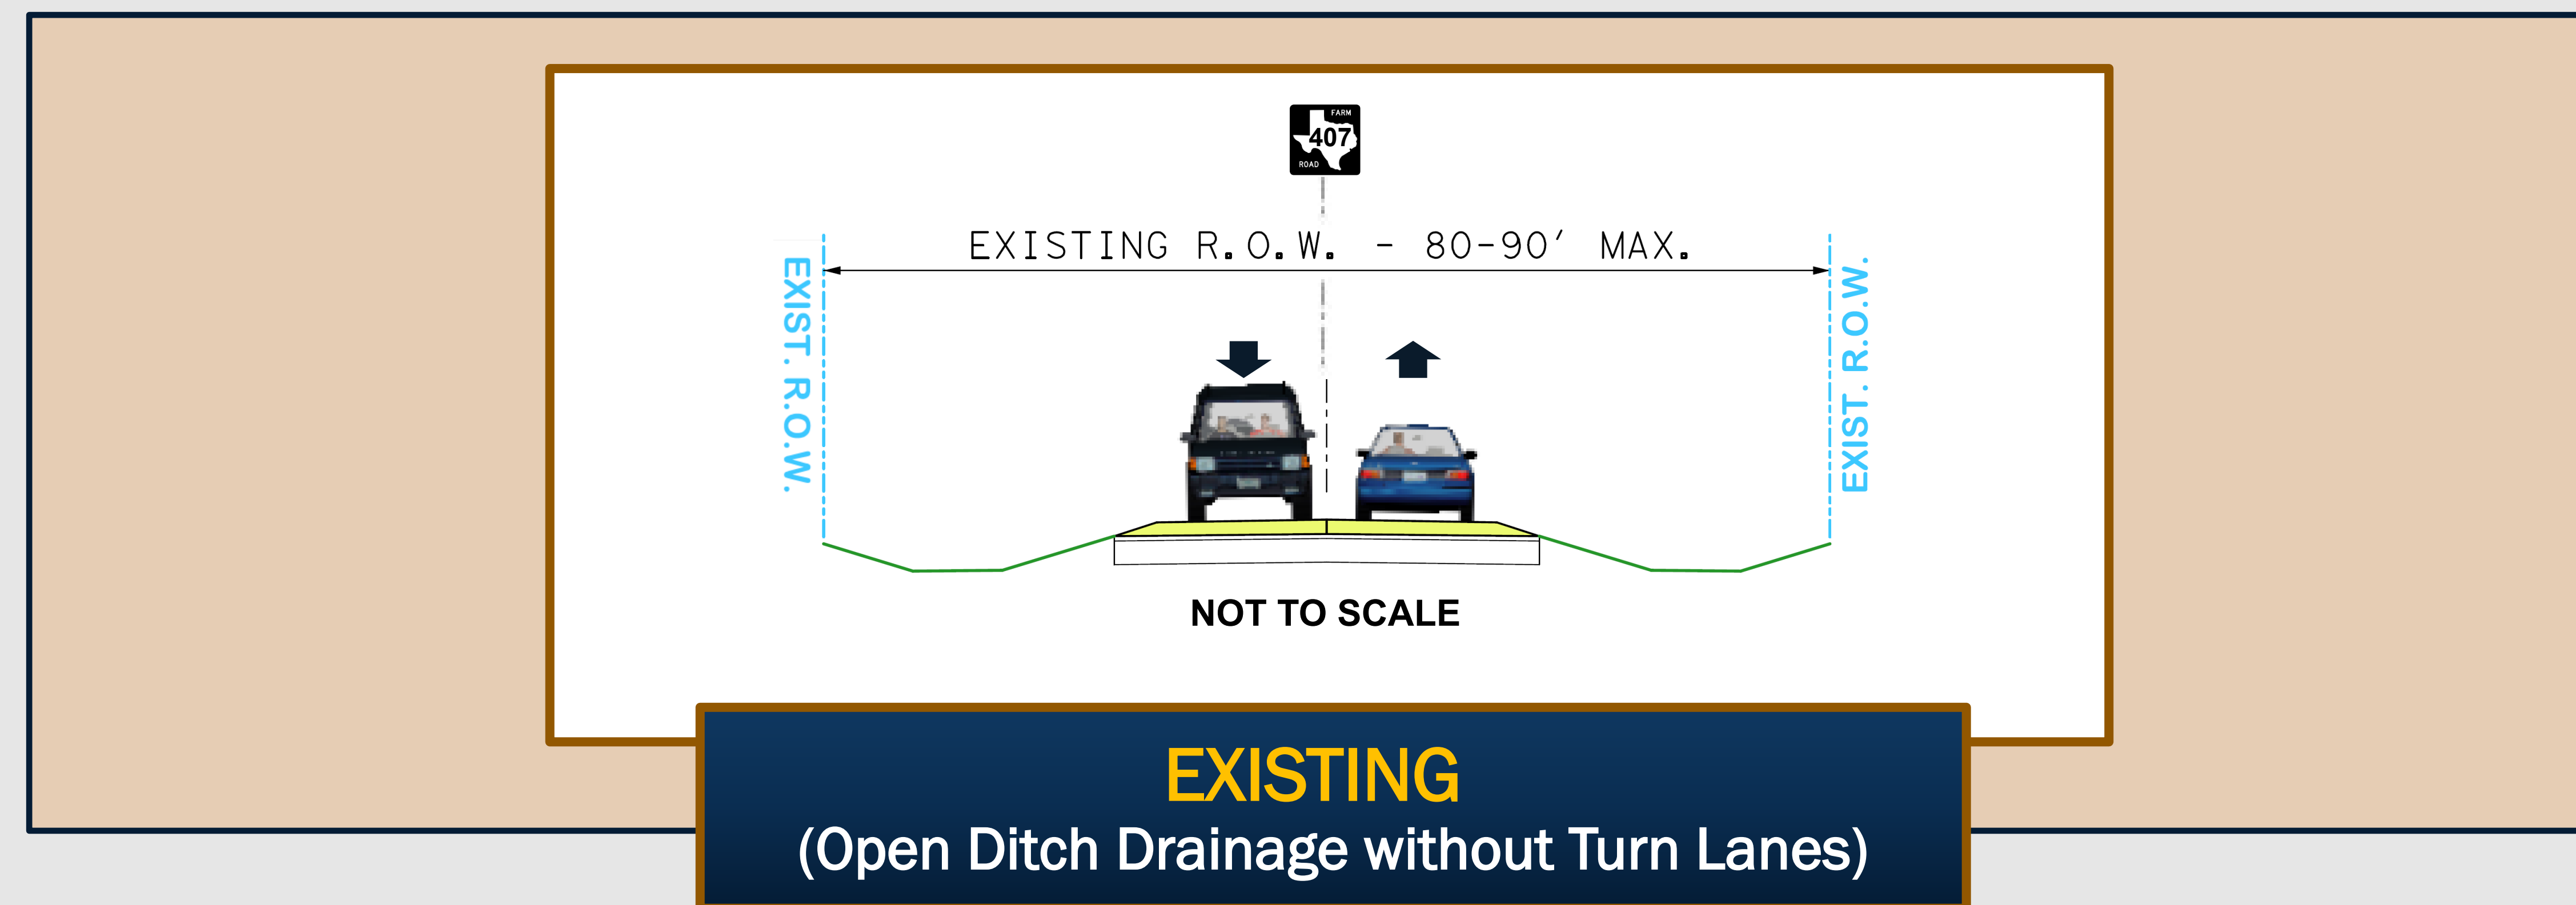 FARM
407
ROAD
EXISTING R.O.W. - 80-90' MAX.
EXIST. R.O.W.
EXIST. R.O.W.
NOT TO SCALE
EXISTING
(Open Ditch Drainage without Turn Lanes)